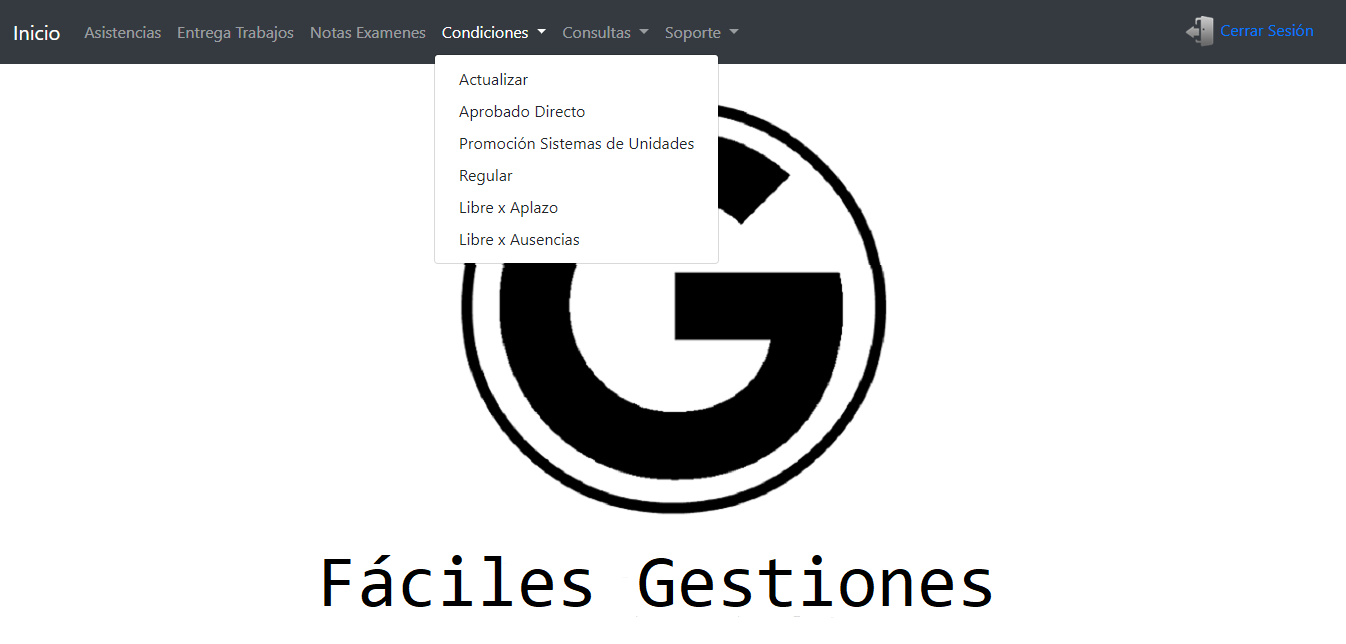 Inicio Asistencias Entrega Trabajos Notas Examenes Condiciones Consultas Soporte Cerrar Sesión
Actualizar
Aprobado Directo
Promoción Sistemas de Unidades
Regular
Libre x Aplazo
Libre x Ausencias
G
Fáciles Gestiones